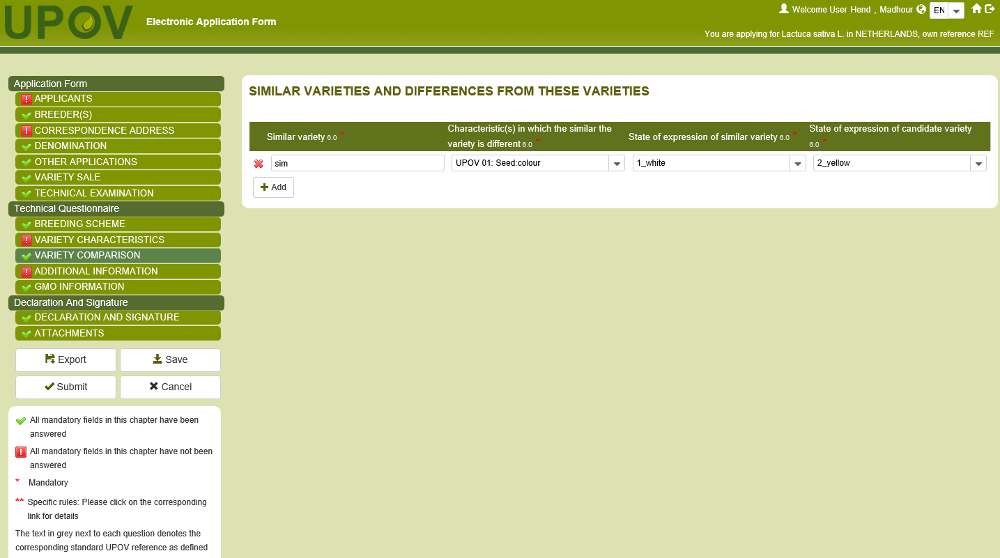 UPOV
Electronic Application Form
Welcome User Hend , Madhour
EN
You are applying for Lactuca sativa L. in NETHERLANDS, own reference REF
Application Form
APPLICANTS
BREEDER(S)
CORRESPONDENCE ADDRESS
DENOMINATION
OTHER APPLICATIONS
VARIETY SALE
TECHNICAL EXAMINATION
Technical Questionnaire
BREEDING SCHEME
VARIETY CHARACTERISTICS
VARIETY COMPARISON
ADDITIONAL INFORMATION
GMO INFORMATION
Declaration And Signature
DECLARATION AND SIGNATURE
ATTACHMENTS
Export
Save
Submit
Cancel
All mandatory fields in this chapter have been
answered
All mandatory fields in this chapter have not been
answered
* Mandatory
** Specific rules: Please click on the corresponding
link for details
The text in grey next to each question denotes the
corresponding standard UPOV reference as defined
SIMILAR VARIETIES AND DIFFERENCES FROM THESE VARIETIES
Similar variety 6.0 *
Characteristic(s) in which the similar the
variety is different 6.0 *
State of expression of similar variety 6.0 *
State of expression of candidate variety
6.0 *
sim
UPOV 01: Seed:colour
1_white
2_yellow
Add